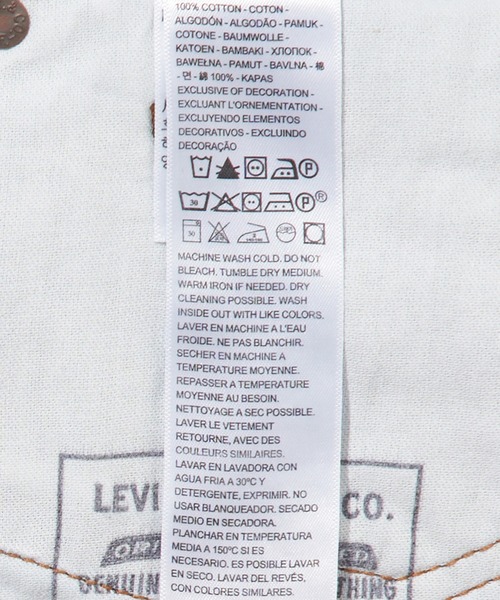 100% COTTON - COTON -
ALGODÓN - ALGODÃO - PAMUK -
COTONE - BAUMWOLLE -
KATOEN - BAMBAKI - ХЛОПОК -
BAWEŁNA - PAMUT - BAVLNA - 棉
- 면 - 綿 100% - KAPAS
EXCLUSIVE OF DECORATION -
EXCLUANT L'ORNEMENTATION -
EXCLUYENDO ELEMENTOS
DECORATIVOS - EXCLUINDO
DECORAÇÃO
P
30 P®
30
MACHINE WASH COLD. DO NOT
BLEACH. TUMBLE DRY MEDIUM.
WARM IRON IF NEEDED. DRY
CLEANING POSSIBLE. WASH
INSIDE OUT WITH LIKE COLORS.
LAVER EN MACHINE A L'EAU
FROIDE. NE PAS BLANCHIR.
SECHER EN MACHINE A
TEMPERATURE MOYENNE.
REPASSER A TEMPERATURE
MOYENNE AU BESOIN.
NETTOYAGE A SEC POSSIBLE.
LAVER LE VETEMENT
RETOURNE, AVEC DES
COULEURS SIMILAIRES.
LAVAR EN LAVADORA CON
AGUA FRIA A 30ºC Y
DETERGENTE, EXPRIMIR. NO
USAR BLANQUEADOR. SECADO
MEDIO EN SECADORA.
PLANCHAR EN TEMPERATURA
MEDIA A 150ºC SI ES
NECESARIO. ES POSIBLE LAVAR
EN SECO. LAVAR DEL REVÉS,
CON COLORES SIMILARES.
LEVI CO.
GENUIN THING